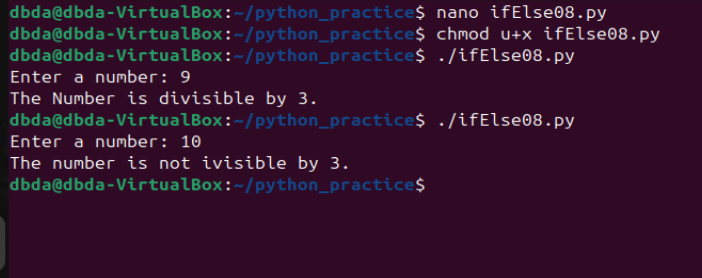 dbda@dbda-VirtualBox:~/python_practice$ nano ifElse08.py
dbda@dbda-VirtualBox:~/python_practice$ chmod u+x ifElse08.py
dbda@dbda-VirtualBox:~/python_practice$ ./ifElse08.py
Enter a number: 9
The Number is divisible by 3.
dbda@dbda-VirtualBox:~/python_practice$ ./ifElse08.py
Enter a number: 10
The number is not ivisible by 3.
dbda@dbda-VirtualBox:~/python_practice$